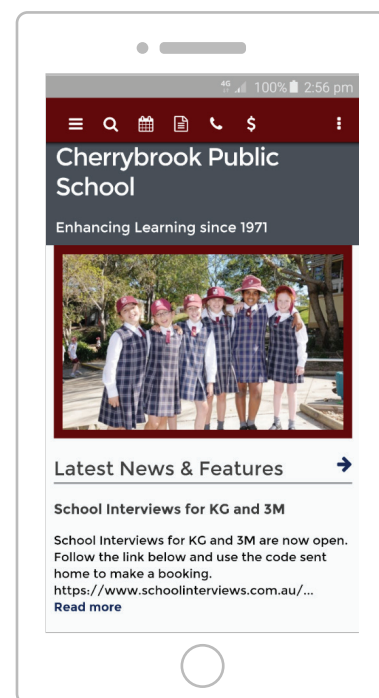 4G 100% 2:56 pm
$
Cherrybrook Public
School
Enhancing Learning since 1971
Latest News & Features
School Interviews for KG and 3M
School Interviews for KG and 3M are now open.
Follow the link below and use the code sent
home to make a booking.
https://www.schoolinterviews.com.au/...
Read more